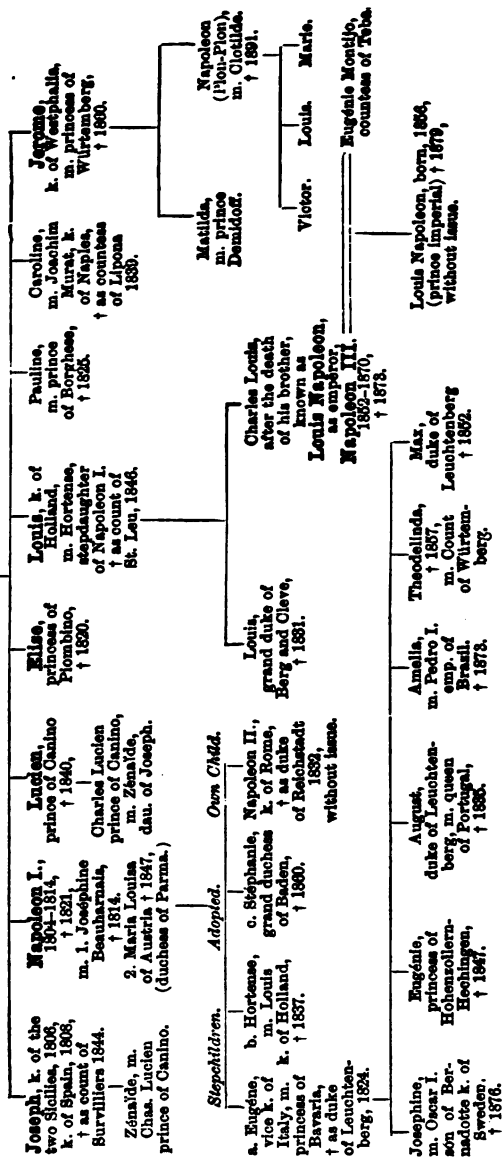 Joseph, k. of the
two Sicilies, 1806,
k. of Spain, 1808,
† as count of
Survilliers 1844.
Zénaïde, m.
Chas. Lucien
prince of Canino.
Napoleon I.,
1804-1814,
† 1821,
m. 1. Joséphine
Beauharnais,
† 1814.
2. Maria Louisa
of Austria † 1847,
(duchess of Parma.)
Lucien,
prince of Canino
† 1840,
Charles Lucien
prince of Canino,
m. Zénaïde,
dau. of Joseph.
Elise,
princess of
Piombino,
† 1820.
Louis, k. of
Holland,
m. Hortense,
stepdaughter
of Napoleon I.
† as count of
St. Leu, 1846.
Pauline,
m. prince
of Borghese,
† 1825.
Caroline,
m. Joachim
Murat, k.
of Naples,
† as countess
of Lipona
1839.
Jerome,
k. of Westphalia,
m. princess of
Würtemberg,
† 1860.
Stepchildren.
Adopted.
Own Child.
a. Eugène,
vice k. of
Italy, m.
princess of
Bavaria,
† as duke
of Leuchten-
berg, 1824.
b. Hortense,
m. Louis
k. of Holland,
† 1837.
c. Stéphanie,
grand duchess
of Baden,
† 1860.
Napoleon II.,
k. of Rome,
† as duke
of Reichstadt
1832,
without issue.
Louis,
grand duke of
Berg and Cleve,
† 1831.
Charles Louis,
after the death
of his brother,
known as
Louis Napoleon,
as emperor,
Napoleon III.
1852-1870,
† 1873.
Matilda,
m. prince
Demidoff.
Napoleon
(Plon-Plon),
m. Clotilde.
† 1891.
Victor. Louis. Marie.
Eugénie Montijo,
countess of Teba.
Louis Napoleon, born, 1856,
(prince imperial) † 1879,
without issue.
Josephine,
m. Oscar I.
son of Ber-
nadotte k. of
Sweden.
† 1876.
Eugénie,
princess of
Hohenzollern-
Hechingen,
† 1847.
August,
duke of Leuchten-
berg, m. queen
of Portugal,
† 1835.
Amelia,
m. Pedro I.
emp. of
Brazil.
† 1873.
Theodelinda,
† 1857,
m. Count
of Würtem-
berg.
Max,
duke of
Leuchtenberg
† 1852.